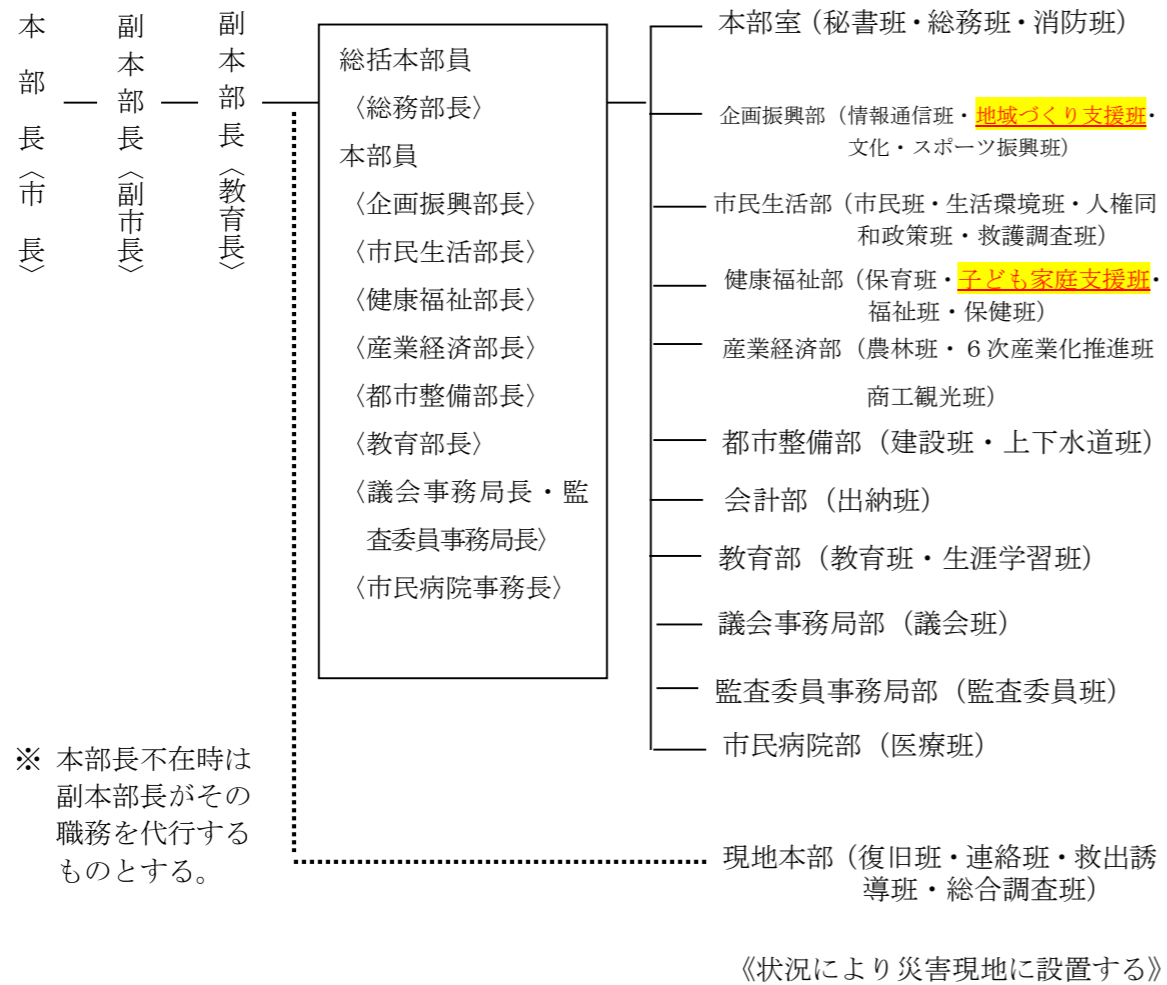 本部長〈市長〉
副本部長〈副市長〉
副本部長〈教育長〉
総括本部員
〈総務部長〉
本部員
〈企画振興部長〉
〈市民生活部長〉
〈健康福祉部長〉
〈産業経済部長〉
〈都市整備部長〉
〈教育部長〉
〈議会事務局長・監
査委員事務局長〉
〈市民病院事務長〉
本部室（秘書班・総務班・消防班）
企画振興部（情報通信班・地域づくり支援班・
文化・スポーツ振興班）
市民生活部（市民班・生活環境班・人権同
和政策班・救護調査班）
健康福祉部（保育班・子ども家庭支援班・
福祉班・保健班）
産業経済部（農林班・６次産業化推進班
商工観光班）
都市整備部（建設班・上下水道班）
会計部（出納班）
教育部（教育班・生涯学習班）
議会事務局部（議会班）
監査委員事務局部（監査委員班）
市民病院部（医療班）
※ 本部長不在時は
副本部長がその
職務を代行する
ものとする。
現地本部（復旧班・連絡班・救出誘
導班・総合調査班）
《状況により災害現地に設置する》